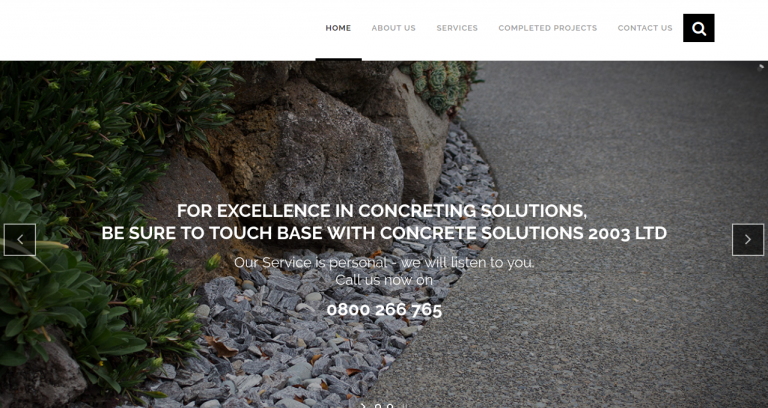 HOME ABOUT US SERVICES COMPLETED PROJECTS CONTACT US
FOR EXCELLENCE IN CONCRETING SOLUTIONS,
BE SURE TO TOUCH BASE WITH CONCRETE SOLUTIONS 2003 LTD
Our Service is personal - we will listen to you.
Call us now on
0800 266 765